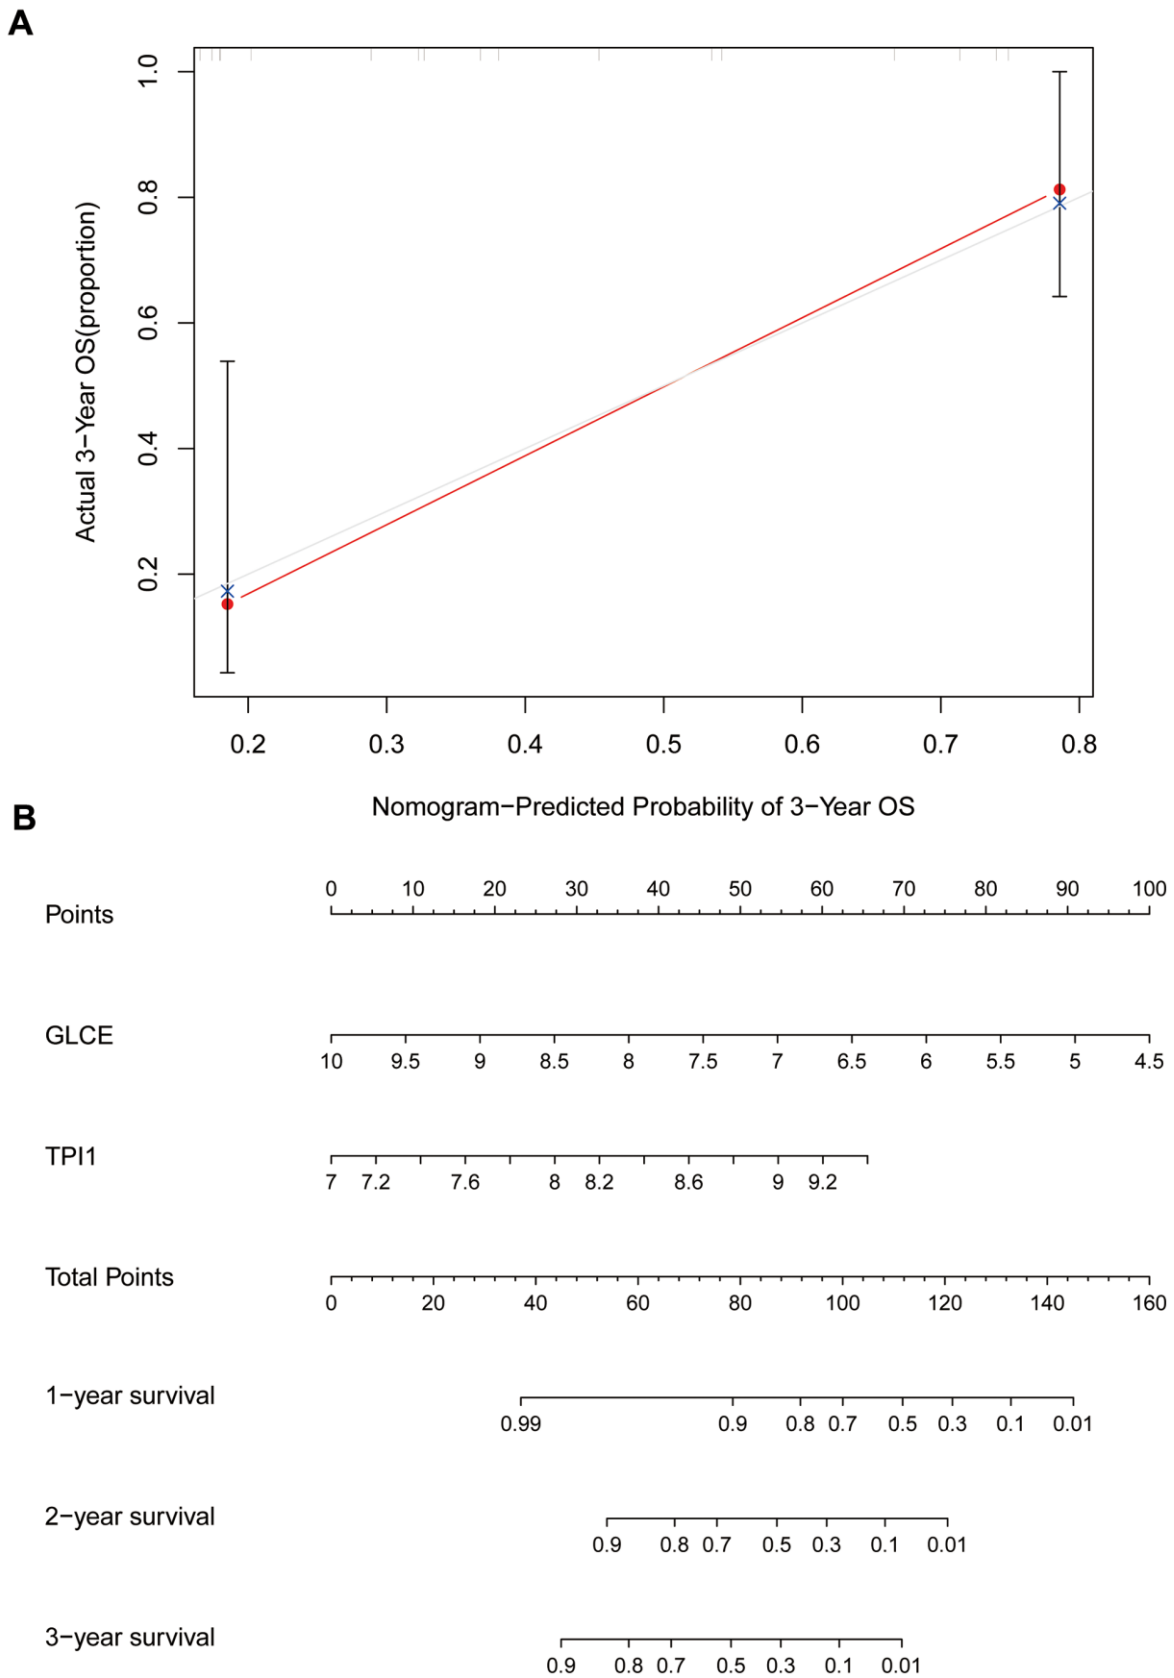 A
Actual 3−Year OS(proportion)
1.0
0.8
0.6
0.4
0.2
0.2 0.3 0.4 0.5 0.6 0.7 0.8
Nomogram−Predicted Probability of 3−Year OS
B
0 10 20 30 40 50 60 70 80 90 100
Points
GLCE
10 9.5 9 8.5 8 7.5 7 6.5 6 5.5 5 4.5
TPI1
7 7.2 7.6 8 8.2 8.6 9 9.2
Total Points
0 20 40 60 80 100 120 140 160
1−year survival
0.99 0.9 0.8 0.7 0.5 0.3 0.1 0.01
2−year survival
0.9 0.8 0.7 0.5 0.3 0.1 0.01
3−year survival
0.9 0.8 0.7 0.5 0.3 0.1 0.01